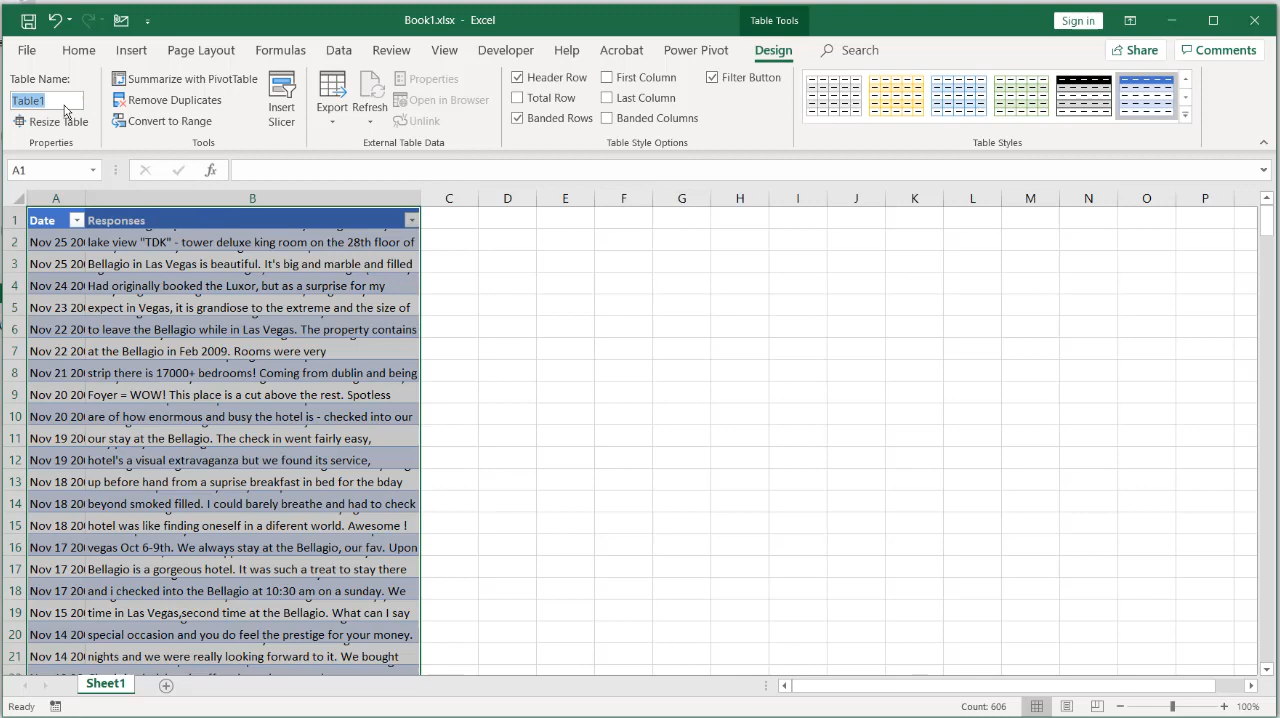 Book1.xlsx - Excel
Table Tools
Sign in
File Home Insert Page Layout Formulas Data Review View Developer Help Acrobat Power Pivot Design Search Share Comments
Table Name:
Table1
Resize Table
Properties
Summarize with PivotTable
Remove Duplicates
Convert to Range
Tools
Insert Slicer
Export
Refresh
Properties
Open in Browser
Unlink
External Table Data
Header Row
Total Row
Banded Rows
First Column
Last Column
Banded Columns
Filter Button
Table Style Options
Table Styles
A1
fx
A B C D E F G H I J K L M N O P
1 Date Responses
2 Nov 25 20 lake view "TDK" - tower deluxe king room on the 28th floor of
3 Nov 25 20 Bellagio in Las Vegas is beautiful. It's big and marble and filled
4 Nov 24 20 Had originally booked the Luxor, but as a surprise for my
5 Nov 23 20 expect in Vegas, it is grandiose to the extreme and the size of
6 Nov 22 20 to leave the Bellagio while in Las Vegas. The property contains
7 Nov 22 20 at the Bellagio in Feb 2009. Rooms were very
8 Nov 21 20 strip there is 17000+ bedrooms! Coming from dublin and being
9 Nov 20 20 Foyer = WOW! This place is a cut above the rest. Spotless
10 Nov 20 20 are of how enormous and busy the hotel is - checked into our
11 Nov 19 20 our stay at the Bellagio. The check in went fairly easy,
12 Nov 19 20 hotel's a visual extravaganza but we found its service,
13 Nov 18 20 up before hand from a suprise breakfast in bed for the bday
14 Nov 18 20 beyond smoked filled. I could barely breathe and had to check
15 Nov 18 20 hotel was like finding oneself in a diferent world. Awesome !
16 Nov 17 20 vegas Oct 6-9th. We always stay at the Bellagio, our fav. Upon
17 Nov 17 20 Bellagio is a gorgeous hotel. It was such a treat to stay there
18 Nov 17 20 and i checked into the Bellagio at 10:30 am on a sunday. We
19 Nov 15 20 time in Las Vegas,second time at the Bellagio. What can I say
20 Nov 14 20 special occasion and you do feel the prestige for your money.
21 Nov 14 20 nights and we were really looking forward to it. We bought
Sheet1
Ready
Count: 606
100%